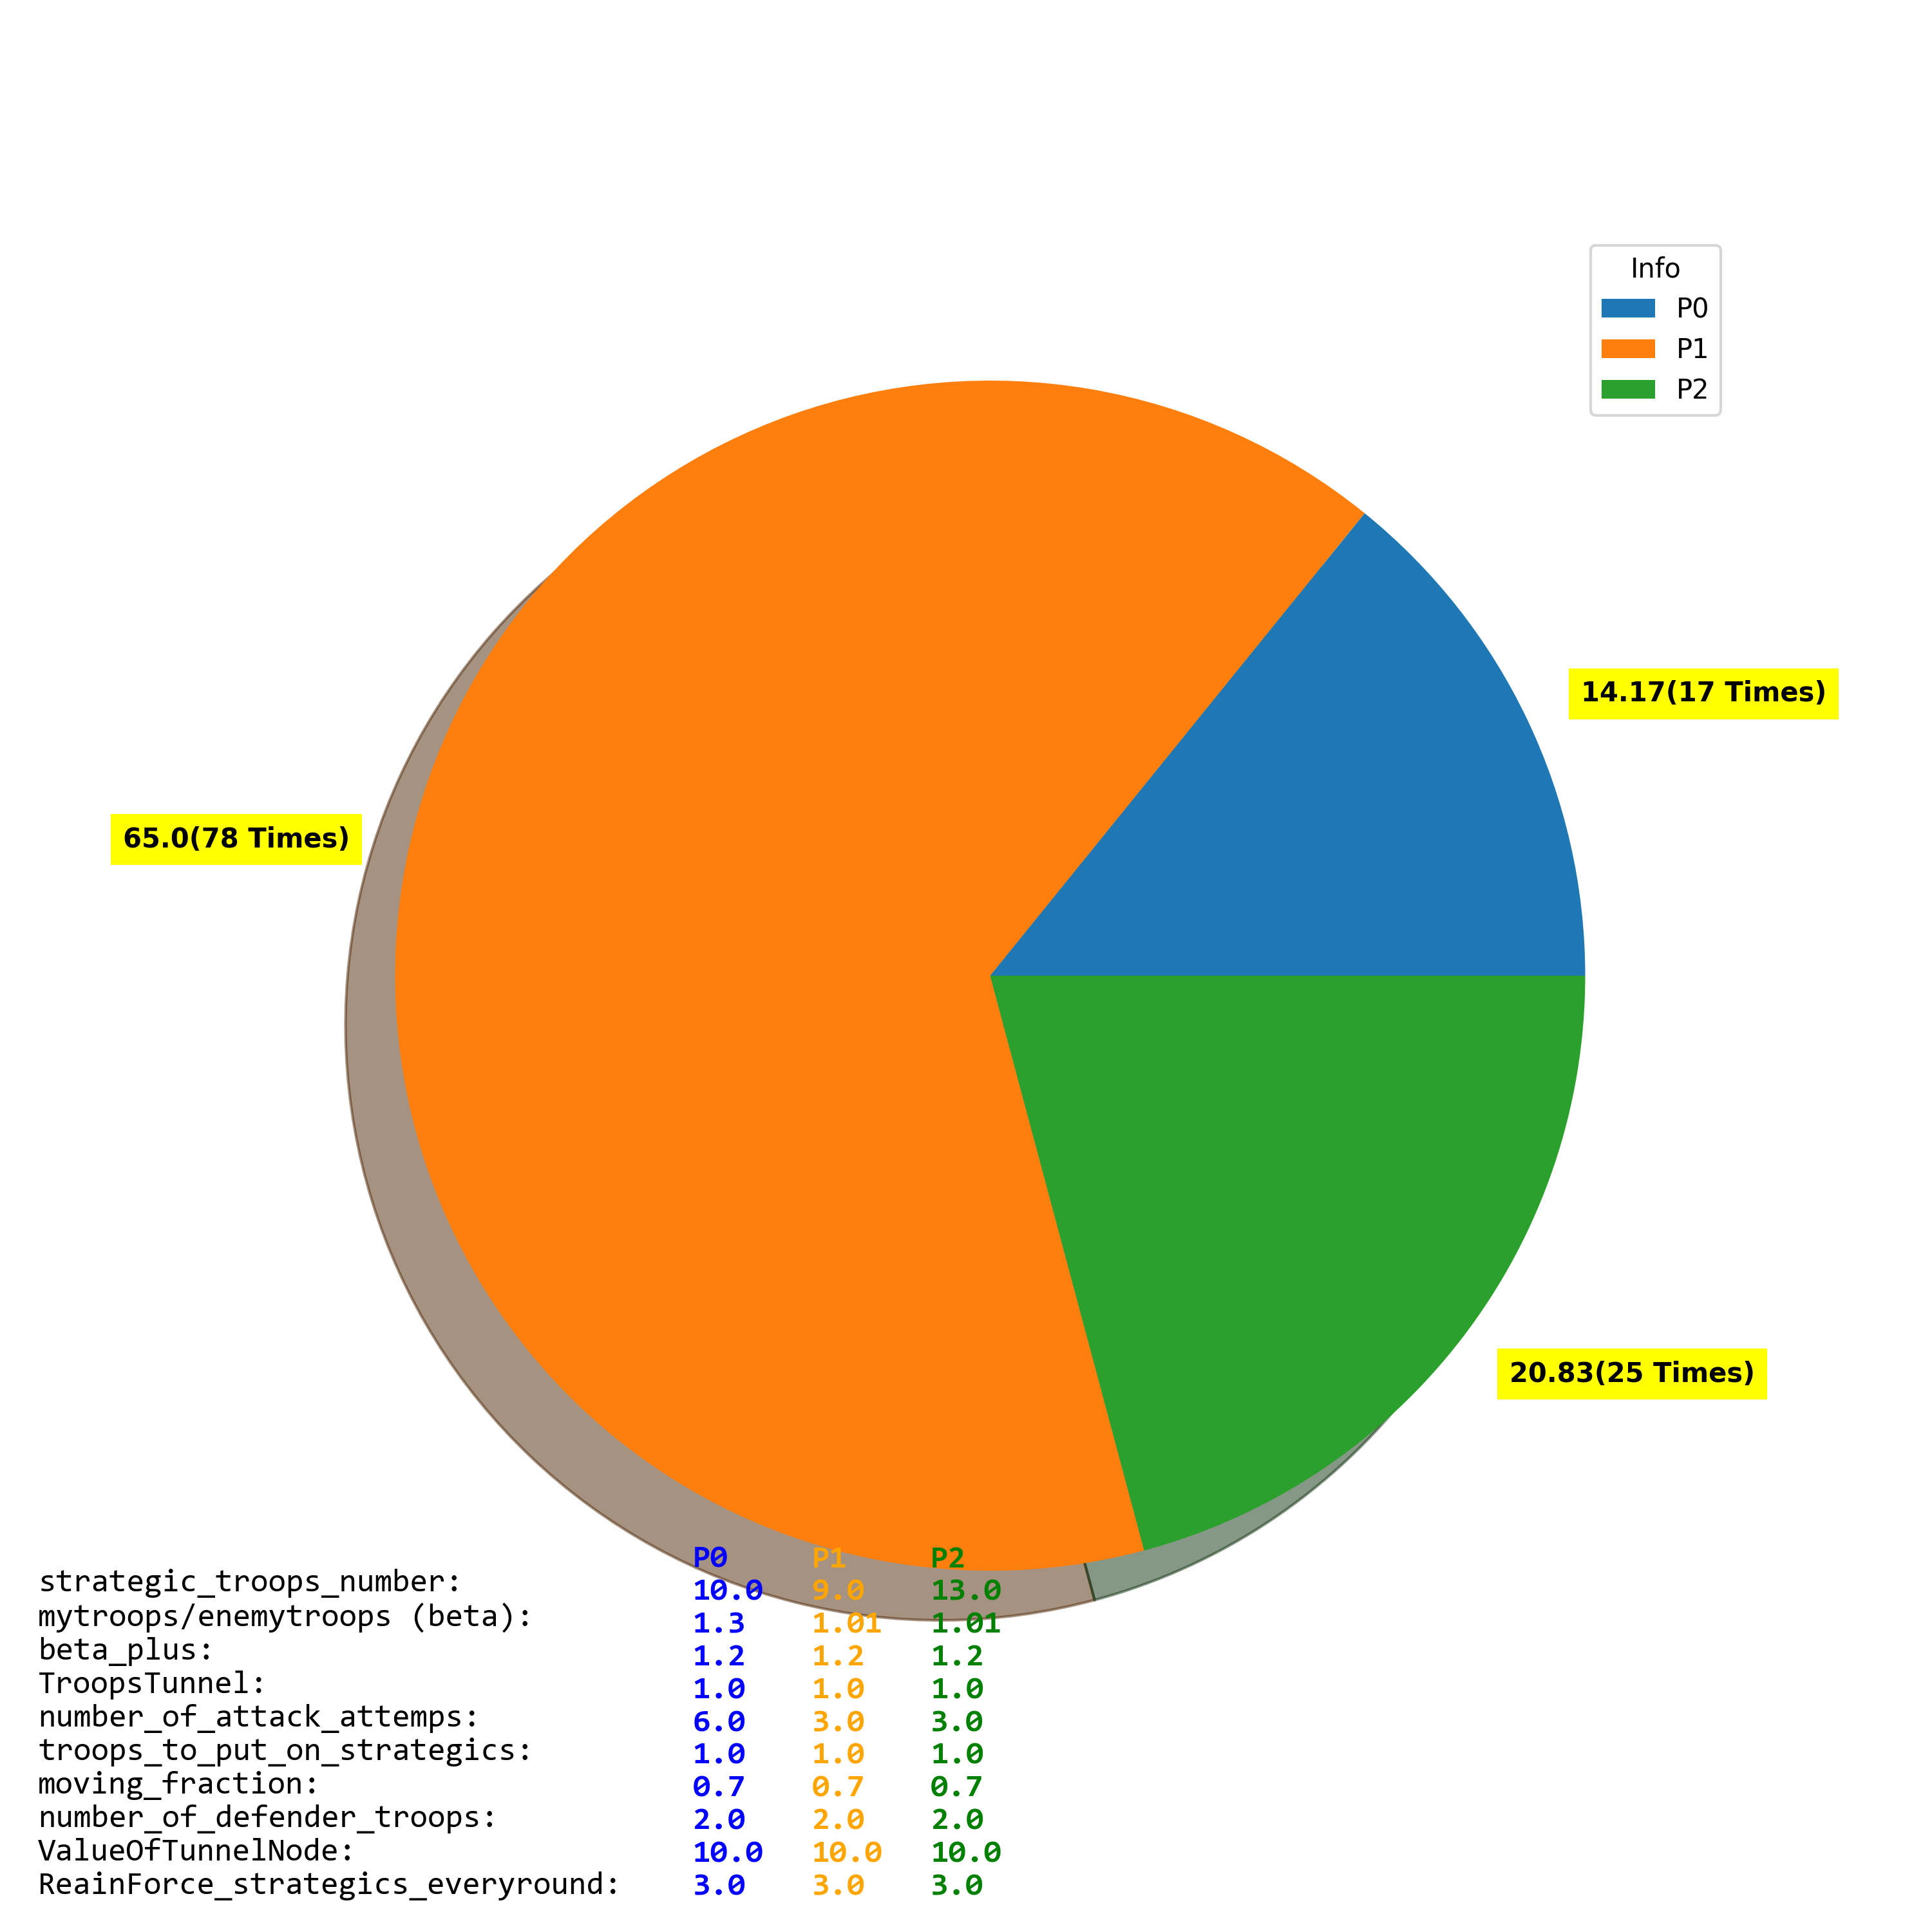 Info
P0
P1
P2
14.17(17 Times)
65.0(78 Times)
20.83(25 Times)
P0 P1 P2
strategic_troops_number: 10.0 9.0 13.0
mytroops/enemytroops (beta): 1.3 1.01 1.01
beta_plus: 1.2 1.2 1.2
TroopsTunnel: 1.0 1.0 1.0
number_of_attack_attemps: 6.0 3.0 3.0
troops_to_put_on_strategics: 1.0 1.0 1.0
moving_fraction: 0.7 0.7 0.7
number_of_defender_troops: 2.0 2.0 2.0
ValueOfTunnelNode: 10.0 10.0 10.0
ReainForce_strategics_everyround: 3.0 3.0 3.0